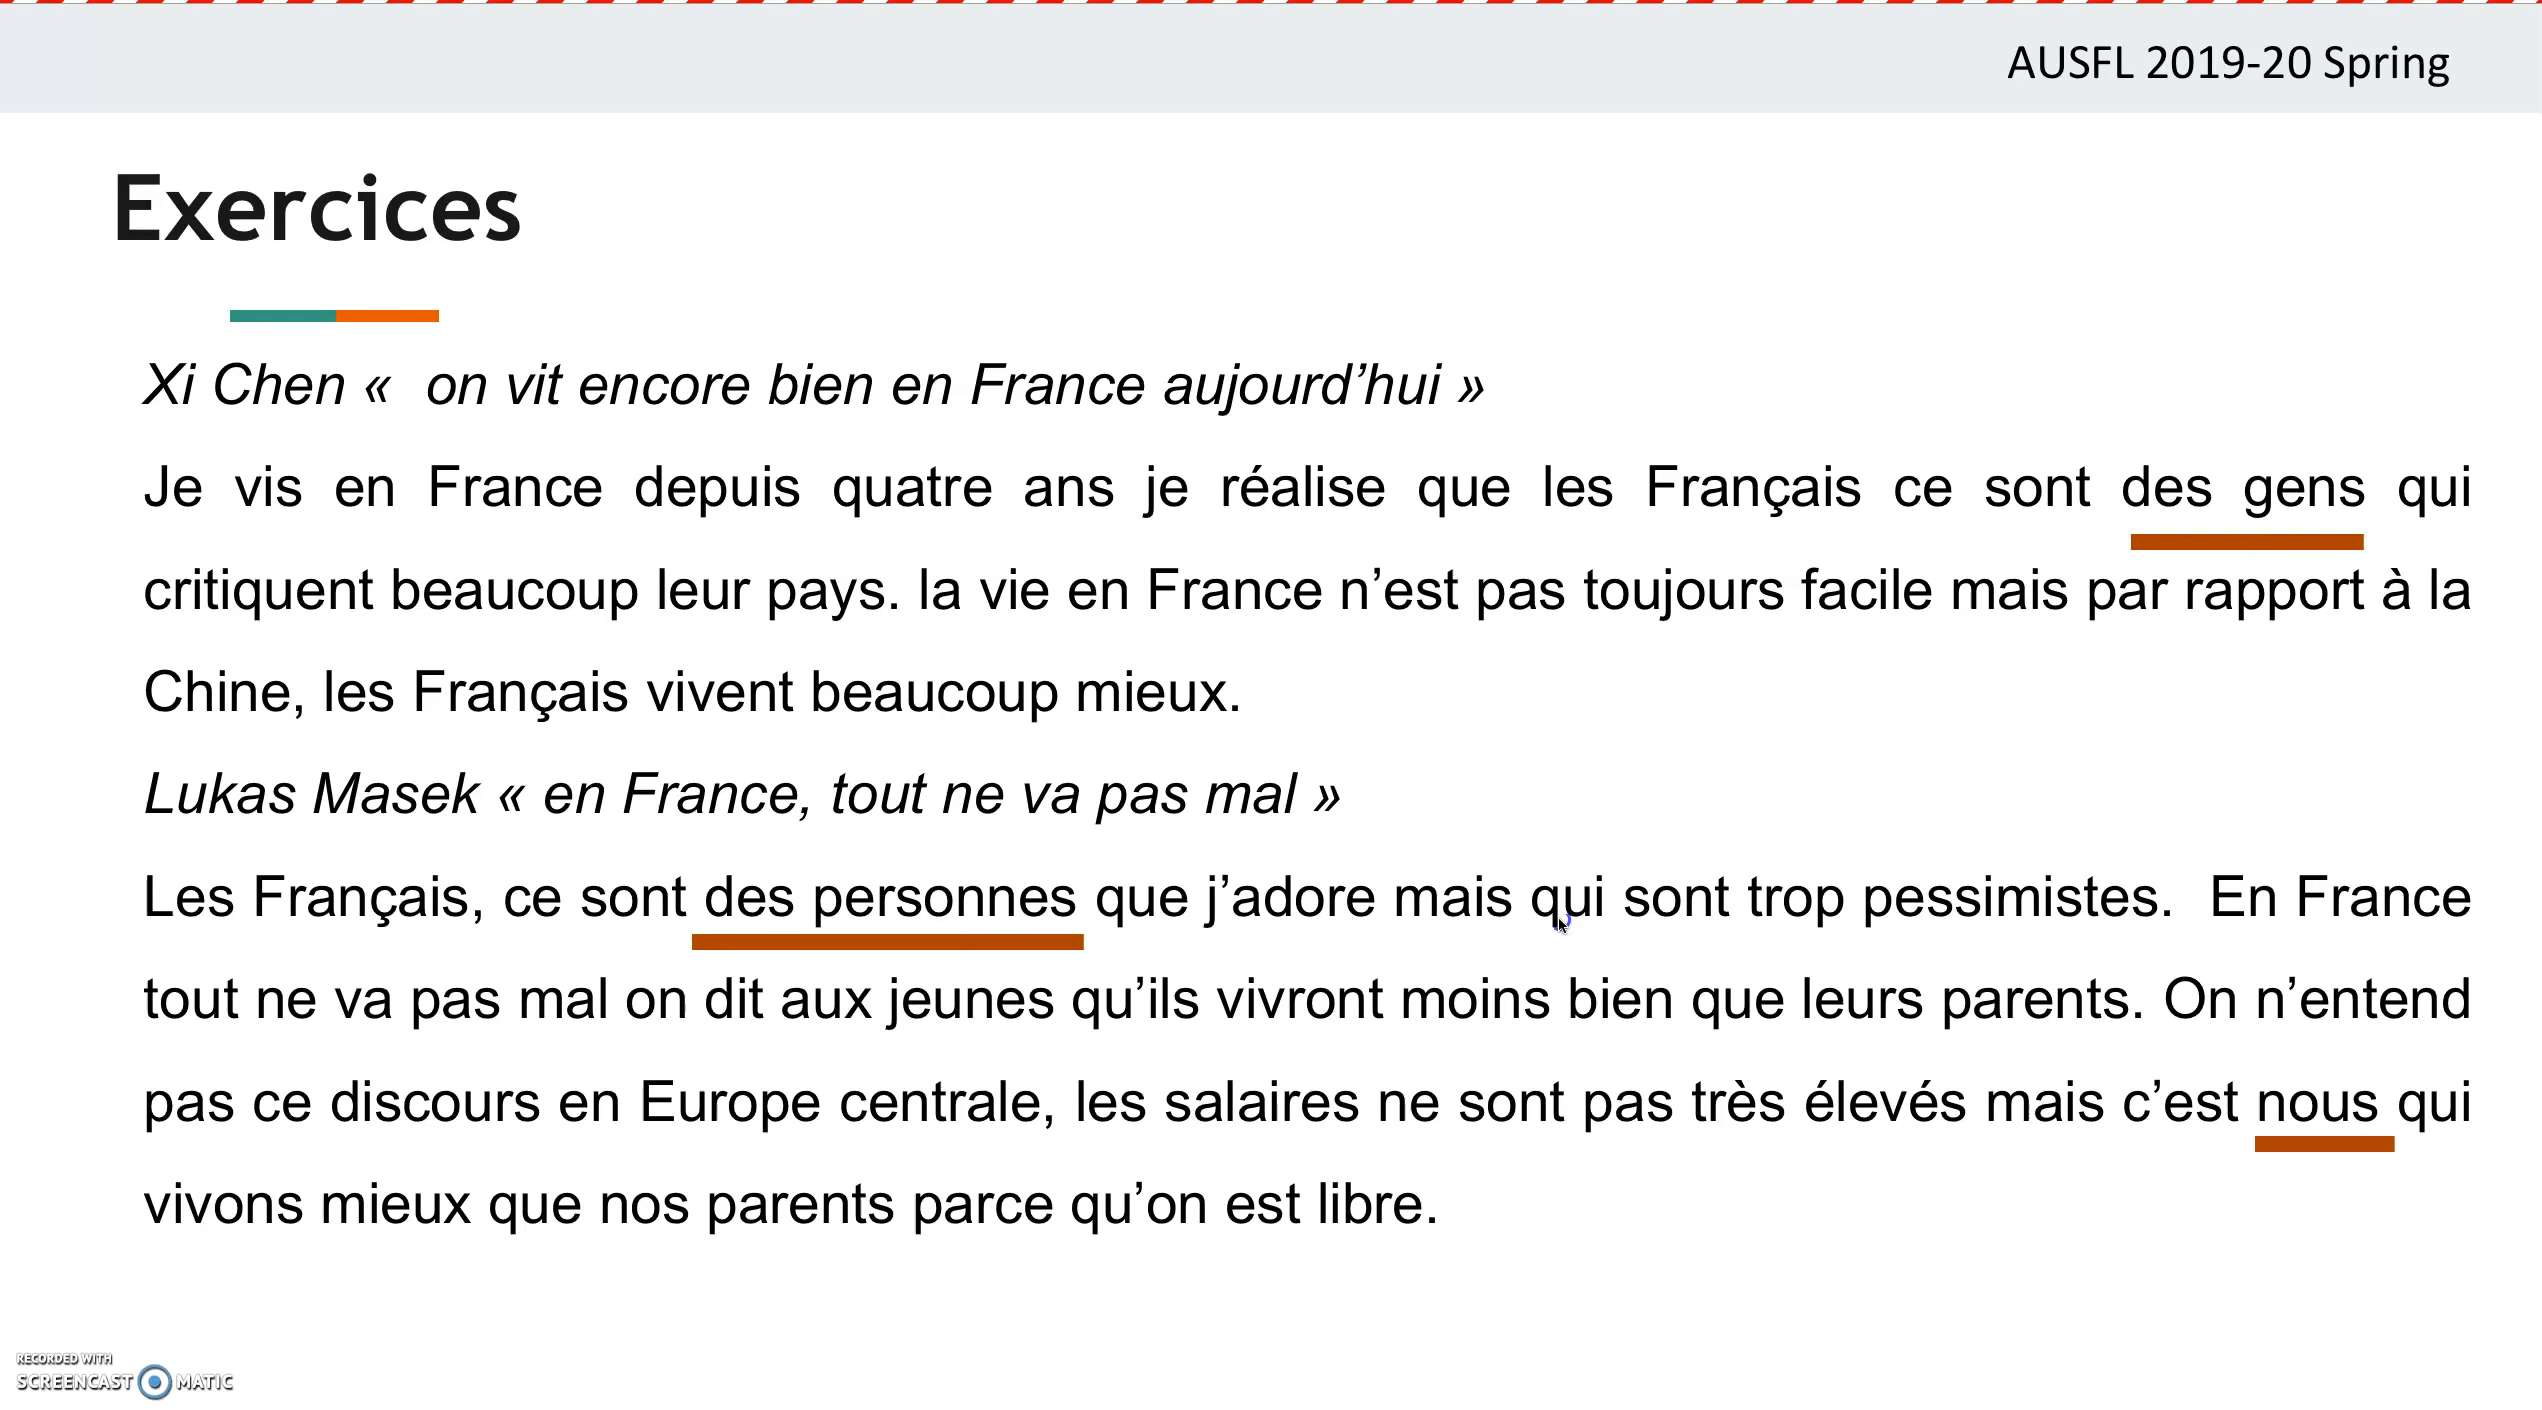 AUSFL 2019-20 Spring
Exercices
Xi Chen «  on vit encore bien en France aujourd’hui »
Je vis en France depuis quatre ans je réalise que les Français ce sont des gens qui
critiquent beaucoup leur pays. la vie en France n’est pas toujours facile mais par rapport à la
Chine, les Français vivent beaucoup mieux.
Lukas Masek « en France, tout ne va pas mal »
Les Français, ce sont des personnes que j’adore mais qui sont trop pessimistes.  En France
tout ne va pas mal on dit aux jeunes qu’ils vivront moins bien que leurs parents. On n’entend
pas ce discours en Europe centrale, les salaires ne sont pas très élevés mais c’est nous qui
vivons mieux que nos parents parce qu’on est libre.
RECORDED WITH
SCREENCAST MATIC